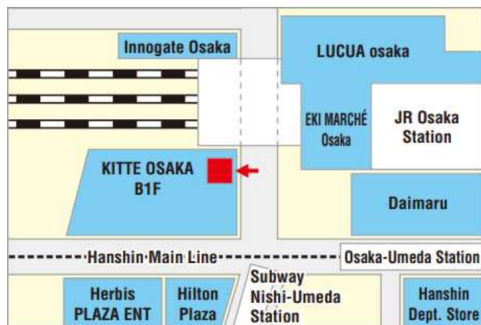 Innogate Osaka
LUCUA osaka
EKI MARCHÉ
Osaka
JR Osaka
Station
KITTE OSAKA
B1F
Daimaru
Hanshin Main Line
Osaka-Umeda Station
Subway
Nishi-Umeda
Station
Herbis
PLAZA ENT
Hilton
Plaza
Hanshin
Dept. Store